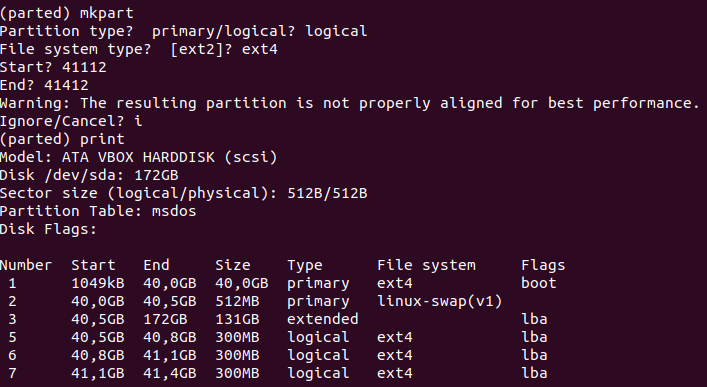 (parted) mkpart
Partition type?  primary/logical? logical
File system type?  [ext2]? ext4
Start? 41112
End? 41412
Warning: The resulting partition is not properly aligned for best performance.
Ignore/Cancel? i
(parted) print
Model: ATA VBOX HARDDISK (scsi)
Disk /dev/sda: 172GB
Sector size (logical/physical): 512B/512B
Partition Table: msdos
Disk Flags:
Number  Start   End     Size    Type      File system     Flags
1      1049kB  40,0GB  40,0GB  primary   ext4            boot
2      40,0GB  40,5GB  512MB   primary   linux-swap(v1)
3      40,5GB  172GB   131GB   extended                  lba
5      40,5GB  40,8GB  300MB   logical   ext4            lba
6      40,8GB  41,1GB  300MB   logical   ext4            lba
7      41,1GB  41,4GB  300MB   logical   ext4            lba